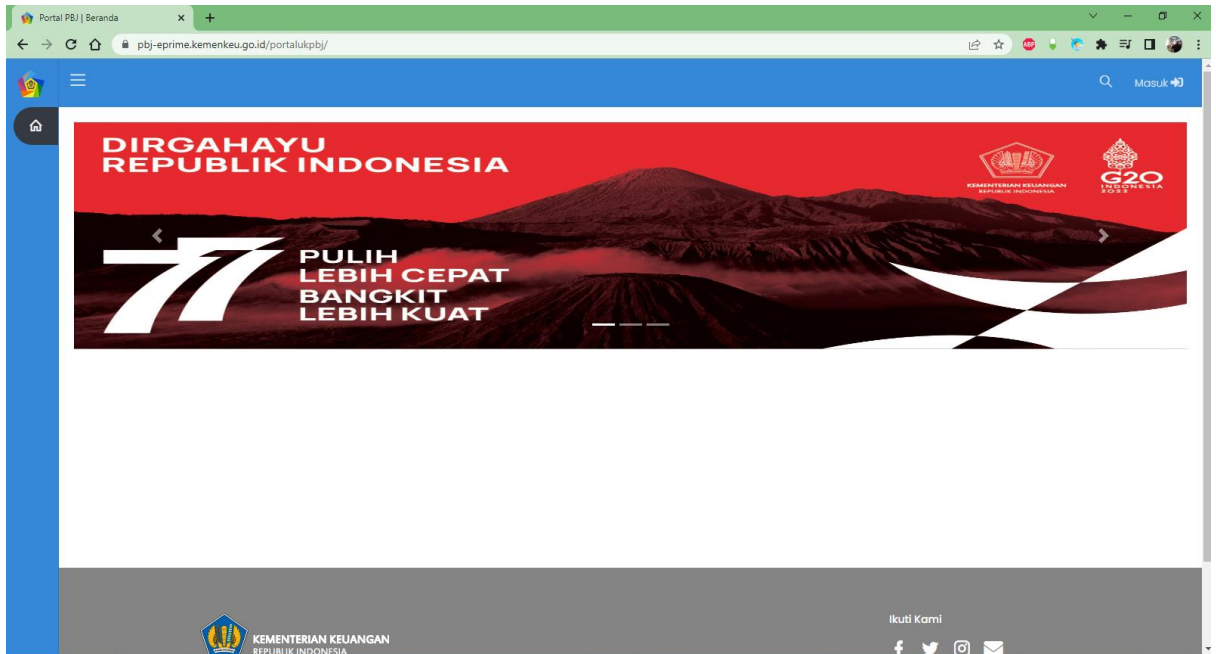 Portal PBJ | Beranda
pbj-eprime.kemenkeu.go.id/portalukpbj/
ABP
Masuk
DIRGAHAYU
REPUBLIK INDONESIA
KEMENTERIAN KEUANGAN
REPUBLIK INDONESIA
G20
INDONESIA
2022
77
PULIH
LEBIH CEPAT
BANGKIT
LEBIH KUAT
Ikuti Kami
KEMENTERIAN KEUANGAN
REPUBLIK INDONESIA